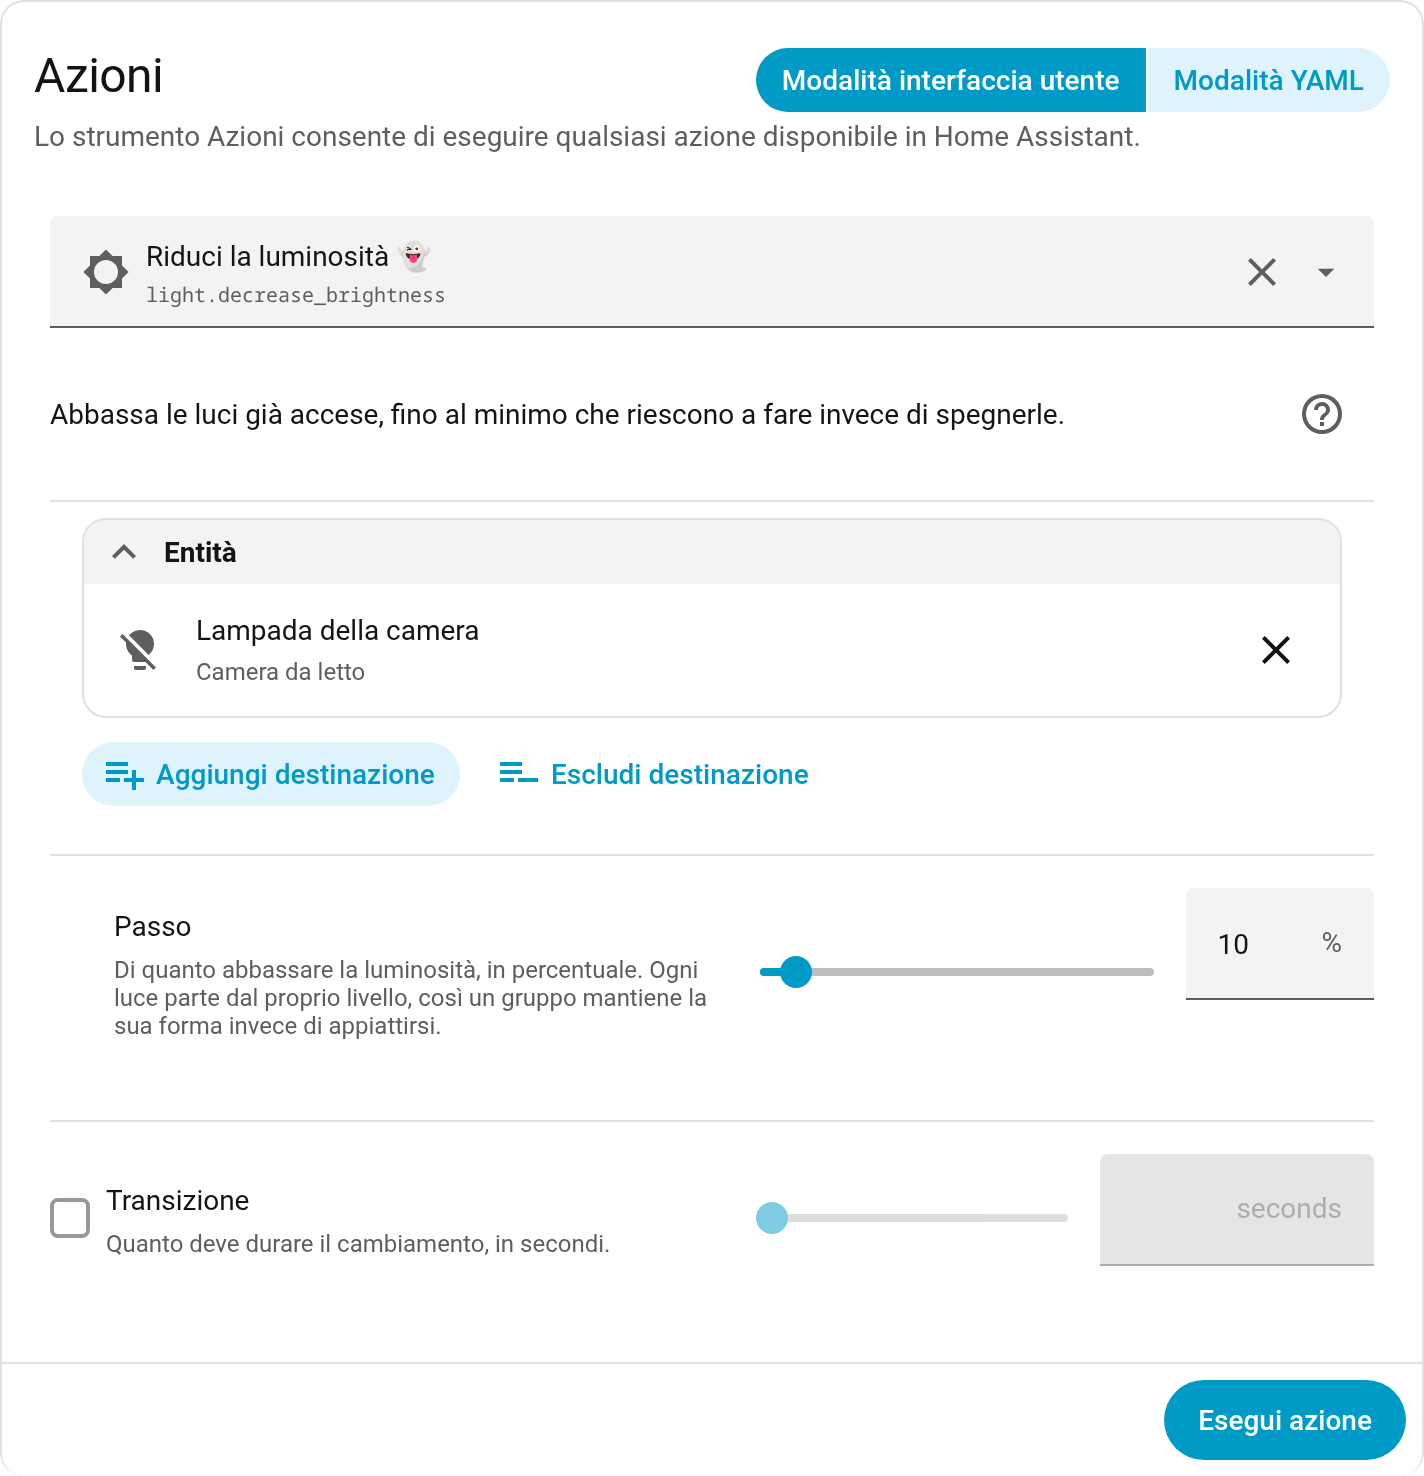 Azioni
Modalità interfaccia utente
Modalità YAML
Lo strumento Azioni consente di eseguire qualsiasi azione disponibile in Home Assistant.
Riduci la luminosità 👻
light.decrease_brightness
Abbassa le luci già accese, fino al minimo che riescono a fare invece di spegnerle.
Entità
Lampada della camera
Camera da letto
Aggiungi destinazione
Escludi destinazione
Passo
Di quanto abbassare la luminosità, in percentuale. Ogni
luce parte dal proprio livello, così un gruppo mantiene la
sua forma invece di appiattirsi.
10 %
Transizione
Quanto deve durare il cambiamento, in secondi.
seconds
Esegui azione